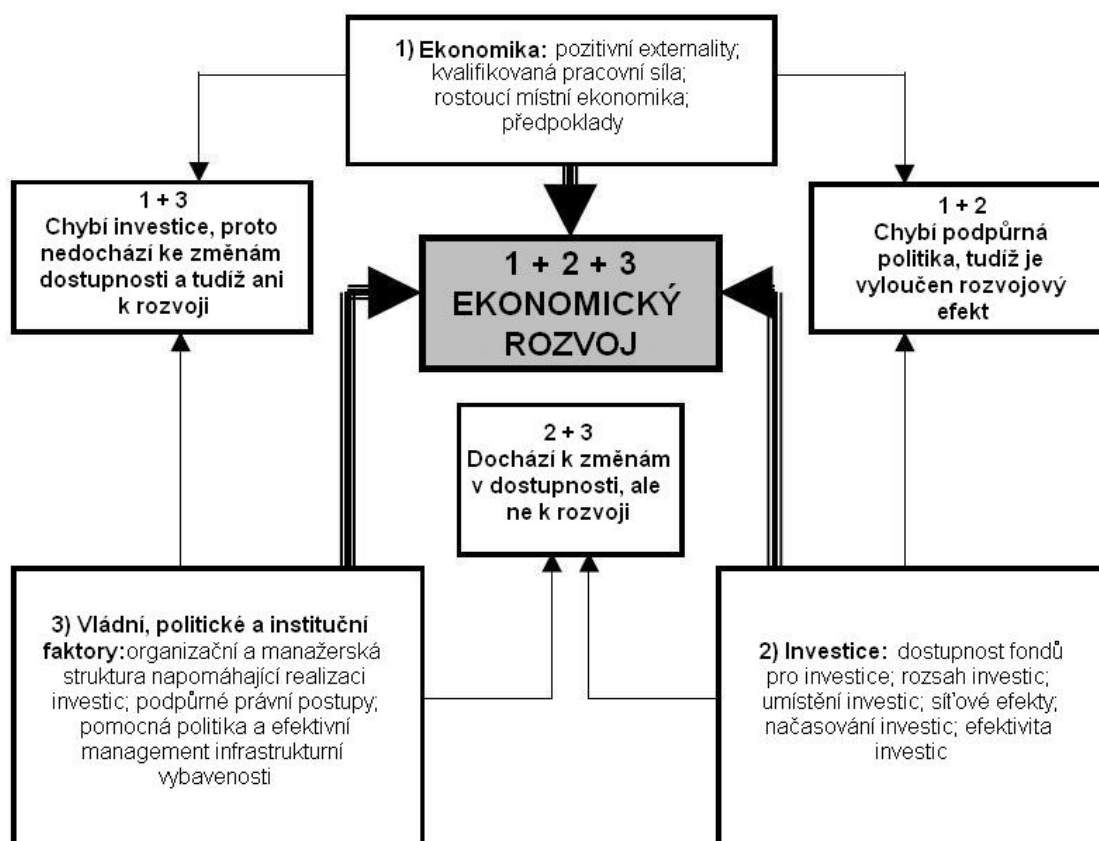 1) Ekonomika: pozitivní externality;
kvalifikovaná pracovní síla;
rostoucí místní ekonomika;
předpoklady
1 + 3
Chybí investice, proto
nedochází ke změnám
dostupnosti a tudíž ani
k rozvoji
1 + 2 + 3
EKONOMICKÝ
ROZVOJ
1 + 2
Chybí podpůrná
politika, tudíž je
vyloučen rozvojový
efekt
2 + 3
Dochází k změnám
v dostupnosti, ale
ne k rozvoji
3) Vládní, politické a instituční
faktory:organizační a manažerská
struktura napomáhající realizaci
investic; podpůrné právní postupy;
pomocná politika a efektivní
management infrastrukturní
vybavenosti
2) Investice: dostupnost fondů
pro investice; rozsah investic;
umístění investic; síťové efekty;
načasování investic; efektivita
investic